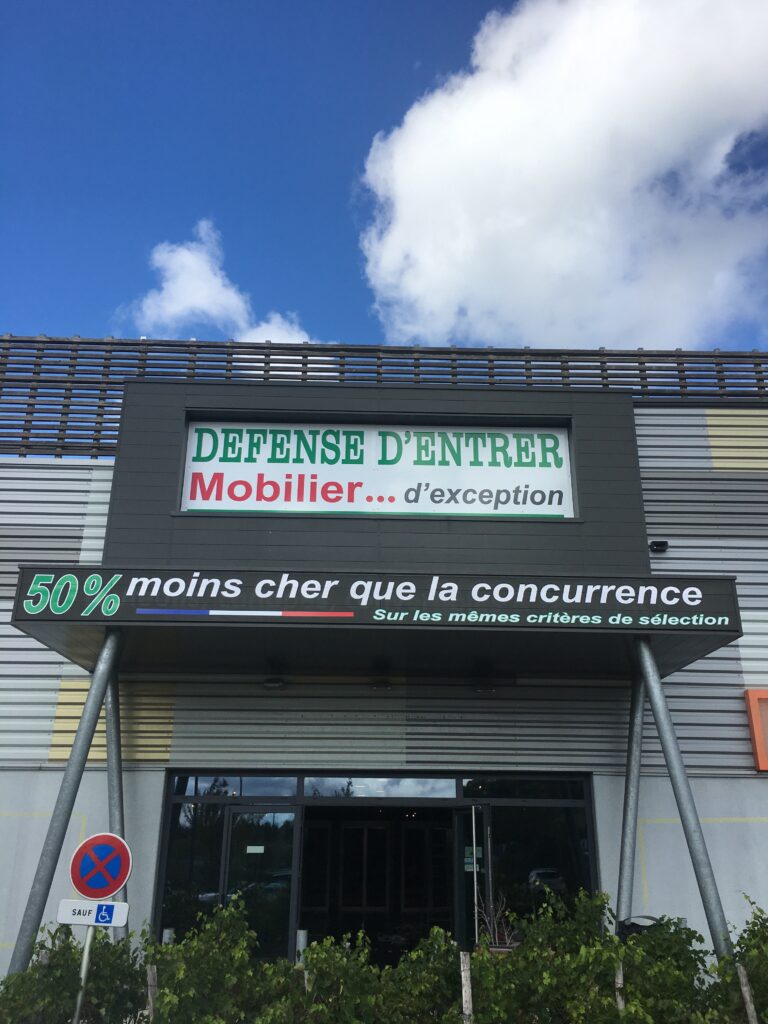 DEFENSE D'ENTRER
Mobilier... d'exception
50% moins cher que la concurrence
Sur les mêmes critères de sélection
SAUF